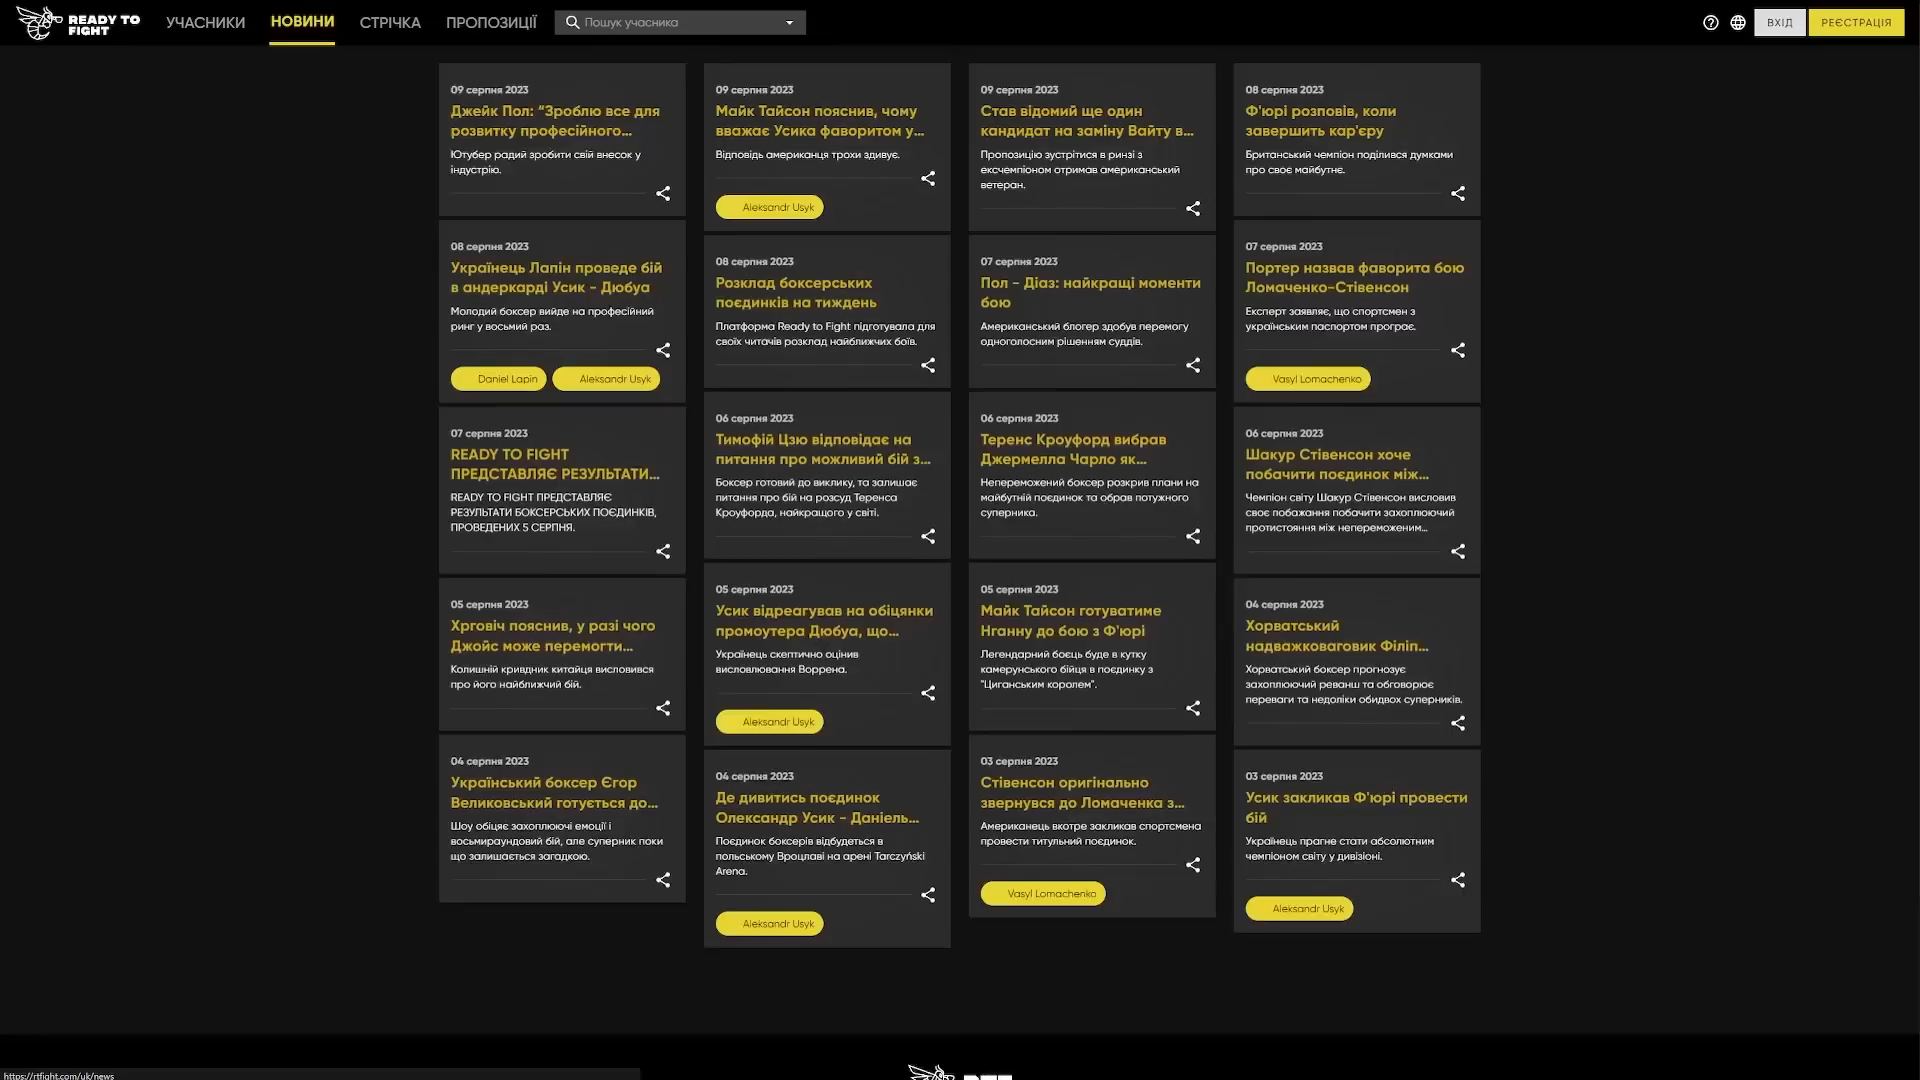 READY TO
FIGHT
УЧАСНИКИ
НОВИНИ
СТРІЧКА
ПРОПОЗИЦІЇ
Пошук учасника
ВХІД
РЕЄСТРАЦІЯ
09 серпня 2023
Джейк Пол: “Зроблю все для
розвитку професійного...
Ютубер радий зробити свій внесок у
індустрію.
08 серпня 2023
Українець Лапін проведе бій
в андеркарді Усик - Дюбуа
Молодий боксер вийде на професійний
ринг у восьмий раз.
Daniel Lapin
Aleksandr Usyk
07 серпня 2023
READY TO FIGHT
ПРЕДСТАВЛЯЄ РЕЗУЛЬТАТИ...
READY TO FIGHT ПРЕДСТАВЛЯЄ
РЕЗУЛЬТАТИ БОКСЕРСЬКИХ ПОЄДИНКІВ,
ПРОВЕДЕНИХ 5 СЕРПНЯ.
05 серпня 2023
Хргович пояснив, у разі чого
Джойс може перемогти...
Колишній кривдник китайця висловився
про його найближчий бій.
04 серпня 2023
Український боксер Єгор
Великовський готується до...
Шоу обіцяє захоплюючі емоції і
восьмираундовий бій, але суперник поки
що залишається загадкою.
09 серпня 2023
Майк Тайсон пояснив, чому
вважає Усика фаворитом у...
Відповідь американця трохи здивує.
Aleksandr Usyk
08 серпня 2023
Розклад боксерських
поєдинків на тиждень
Платформа Ready to Fight підготувала для
своїх читачів розклад найближчих боїв.
06 серпня 2023
Тимофій Цзю відповідає на
питання про можливий бій з...
Боксер готовий до виклику, та залишає
питання про бій на розсуд Теренса
Кроуфорда, найкращого у світі.
05 серпня 2023
Усик відреагував на обіцянки
промоутера Дюбуа, що...
Українець скептично оцінив
висловлювання Воррена.
Aleksandr Usyk
04 серпня 2023
Де дивитись поєдинок
Олександр Усик - Даніель...
Поєдинок боксерів відбудеться в
польському Вроцлаві на арені Tarczyński
Arena.
Aleksandr Usyk
09 серпня 2023
Став відомий ще один
кандидат на заміну Вайту в...
Пропозицію зустрітися в ринзі з
ексчемпіоном отримав американський
ветеран.
07 серпня 2023
Пол - Діаз: найкращі моменти
бою
Американський блогер здобув перемогу
одноголосним рішенням суддів.
06 серпня 2023
Теренс Кроуфорд вибрав
Джермелла Чарло як...
Непереможений боксер розкрив плани на
майбутній поєдинок та обрав потужного
суперника.
05 серпня 2023
Майк Тайсон готуватиме
Нганну до бою з Ф'юрі
Легендарний боєць буде в кутку
камерунського бійця в поєдинку з
"Циганським королем".
03 серпня 2023
Стівенсон оригінально
звернувся до Ломаченка з...
Американець вкотре закликав спортсмена
провести титульний поєдинок.
Vasyl Lomachenko
08 серпня 2023
Ф'юрі розповів, коли
завершить кар'єру
Британський чемпіон поділився думками
про своє майбутнє.
07 серпня 2023
Портер назвав фаворита бою
Ломаченко-Стівенсон
Експерт заявляє, що спортсмен з
українським паспортом програє.
Vasyl Lomachenko
06 серпня 2023
Шакур Стівенсон хоче
побачити поєдинок між...
Чемпіон світу Шакур Стівенсон висловив
своє побажання побачити захоплюючий
протистояння між непереможеним...
04 серпня 2023
Хорватський
надважковаговик Філіп...
Хорватський боксер прогнозує
захоплюючий реванш та обговорює
переваги та недоліки обидвох суперників.
03 серпня 2023
Усик закликав Ф'юрі провести
бій
Українець прагне стати абсолютним
чемпіоном світу у дивізіоні.
Aleksandr Usyk
https://rtfight.com/uk/news